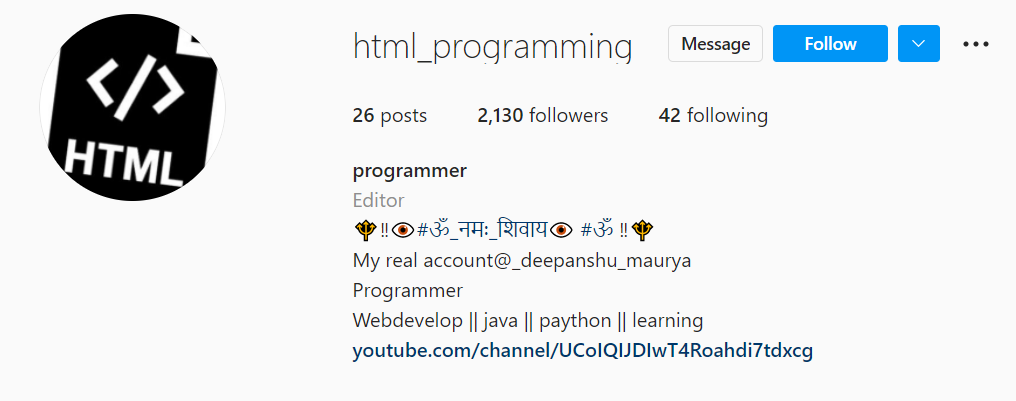 </>
HTML
html_programming Message Follow
26 posts 2,130 followers 42 following
programmer
Editor
🔱‼️👁️#ॐ_नमः_शिवाय👁️ #ॐ ‼️🔱
My real account@_deepanshu_maurya
Programmer
Webdevelop || java || paython || learning
youtube.com/channel/UCoIQIJDIwT4Roahdi7tdxcg